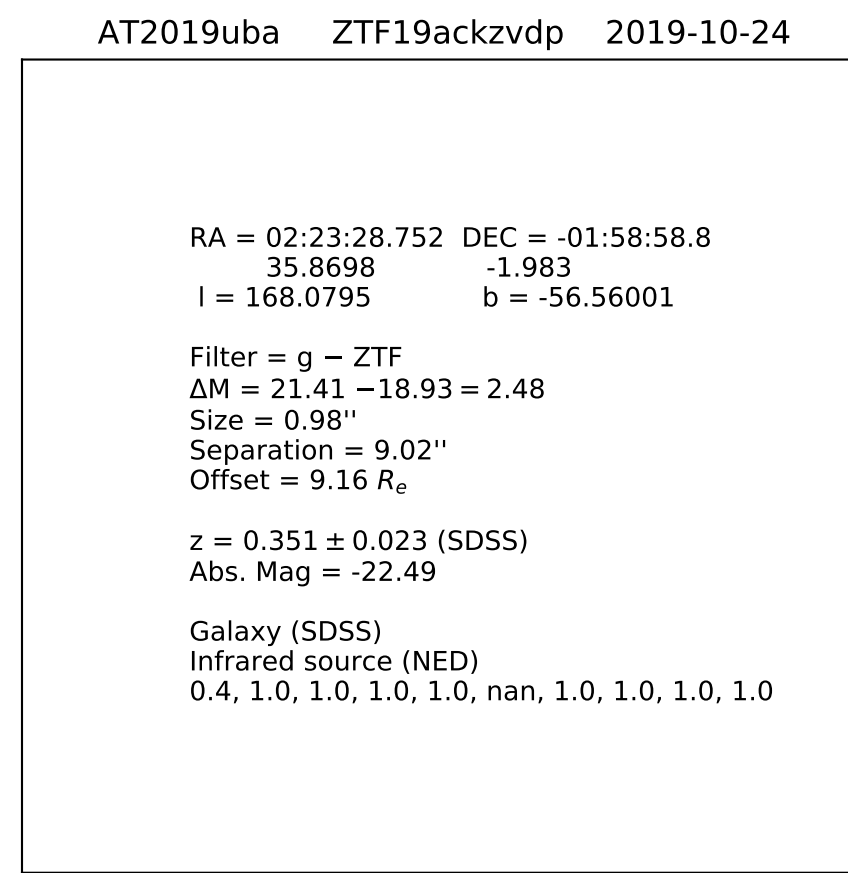 AT2019uba ZTF19ackzvdp 2019-10-24
RA = 02:23:28.752 DEC = -01:58:58.8
35.8698 -1.983
l = 168.0795 b = -56.56001
Filter = g − ZTF
ΔM = 21.41 −18.93 = 2.48
Size = 0.98''
Separation = 9.02''
Offset = 9.16 Rₑ
z = 0.351 ± 0.023 (SDSS)
Abs. Mag = -22.49
Galaxy (SDSS)
Infrared source (NED)
0.4, 1.0, 1.0, 1.0, 1.0, nan, 1.0, 1.0, 1.0, 1.0